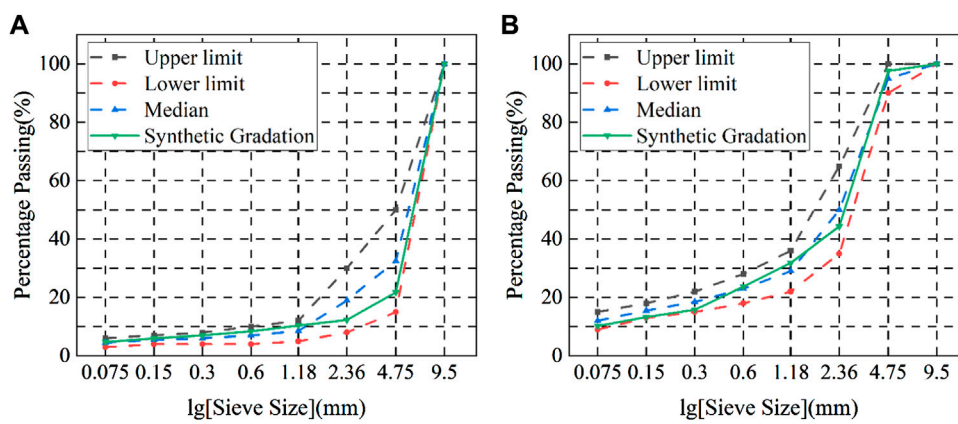 A
Percentage Passing(%)
100
80
60
40
20
0
Upper limit
Lower limit
Median
Synthetic Gradation
0.075 0.15 0.3 0.6 1.18 2.36 4.75 9.5
lg[Sieve Size](mm)
B
Percentage Passing(%)
100
80
60
40
20
0
Upper limit
Lower limit
Median
Synthetic Gradation
0.075 0.15 0.3 0.6 1.18 2.36 4.75 9.5
lg[Sieve Size](mm)